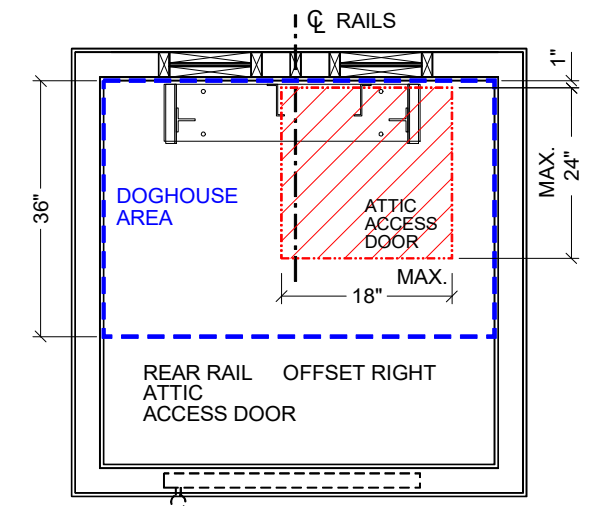 ℄ RAILS
1"
MAX.
24"
36"
DOGHOUSE
AREA
ATTIC
ACCESS
DOOR
MAX.
18"
REAR RAIL OFFSET RIGHT
ATTIC
ACCESS DOOR